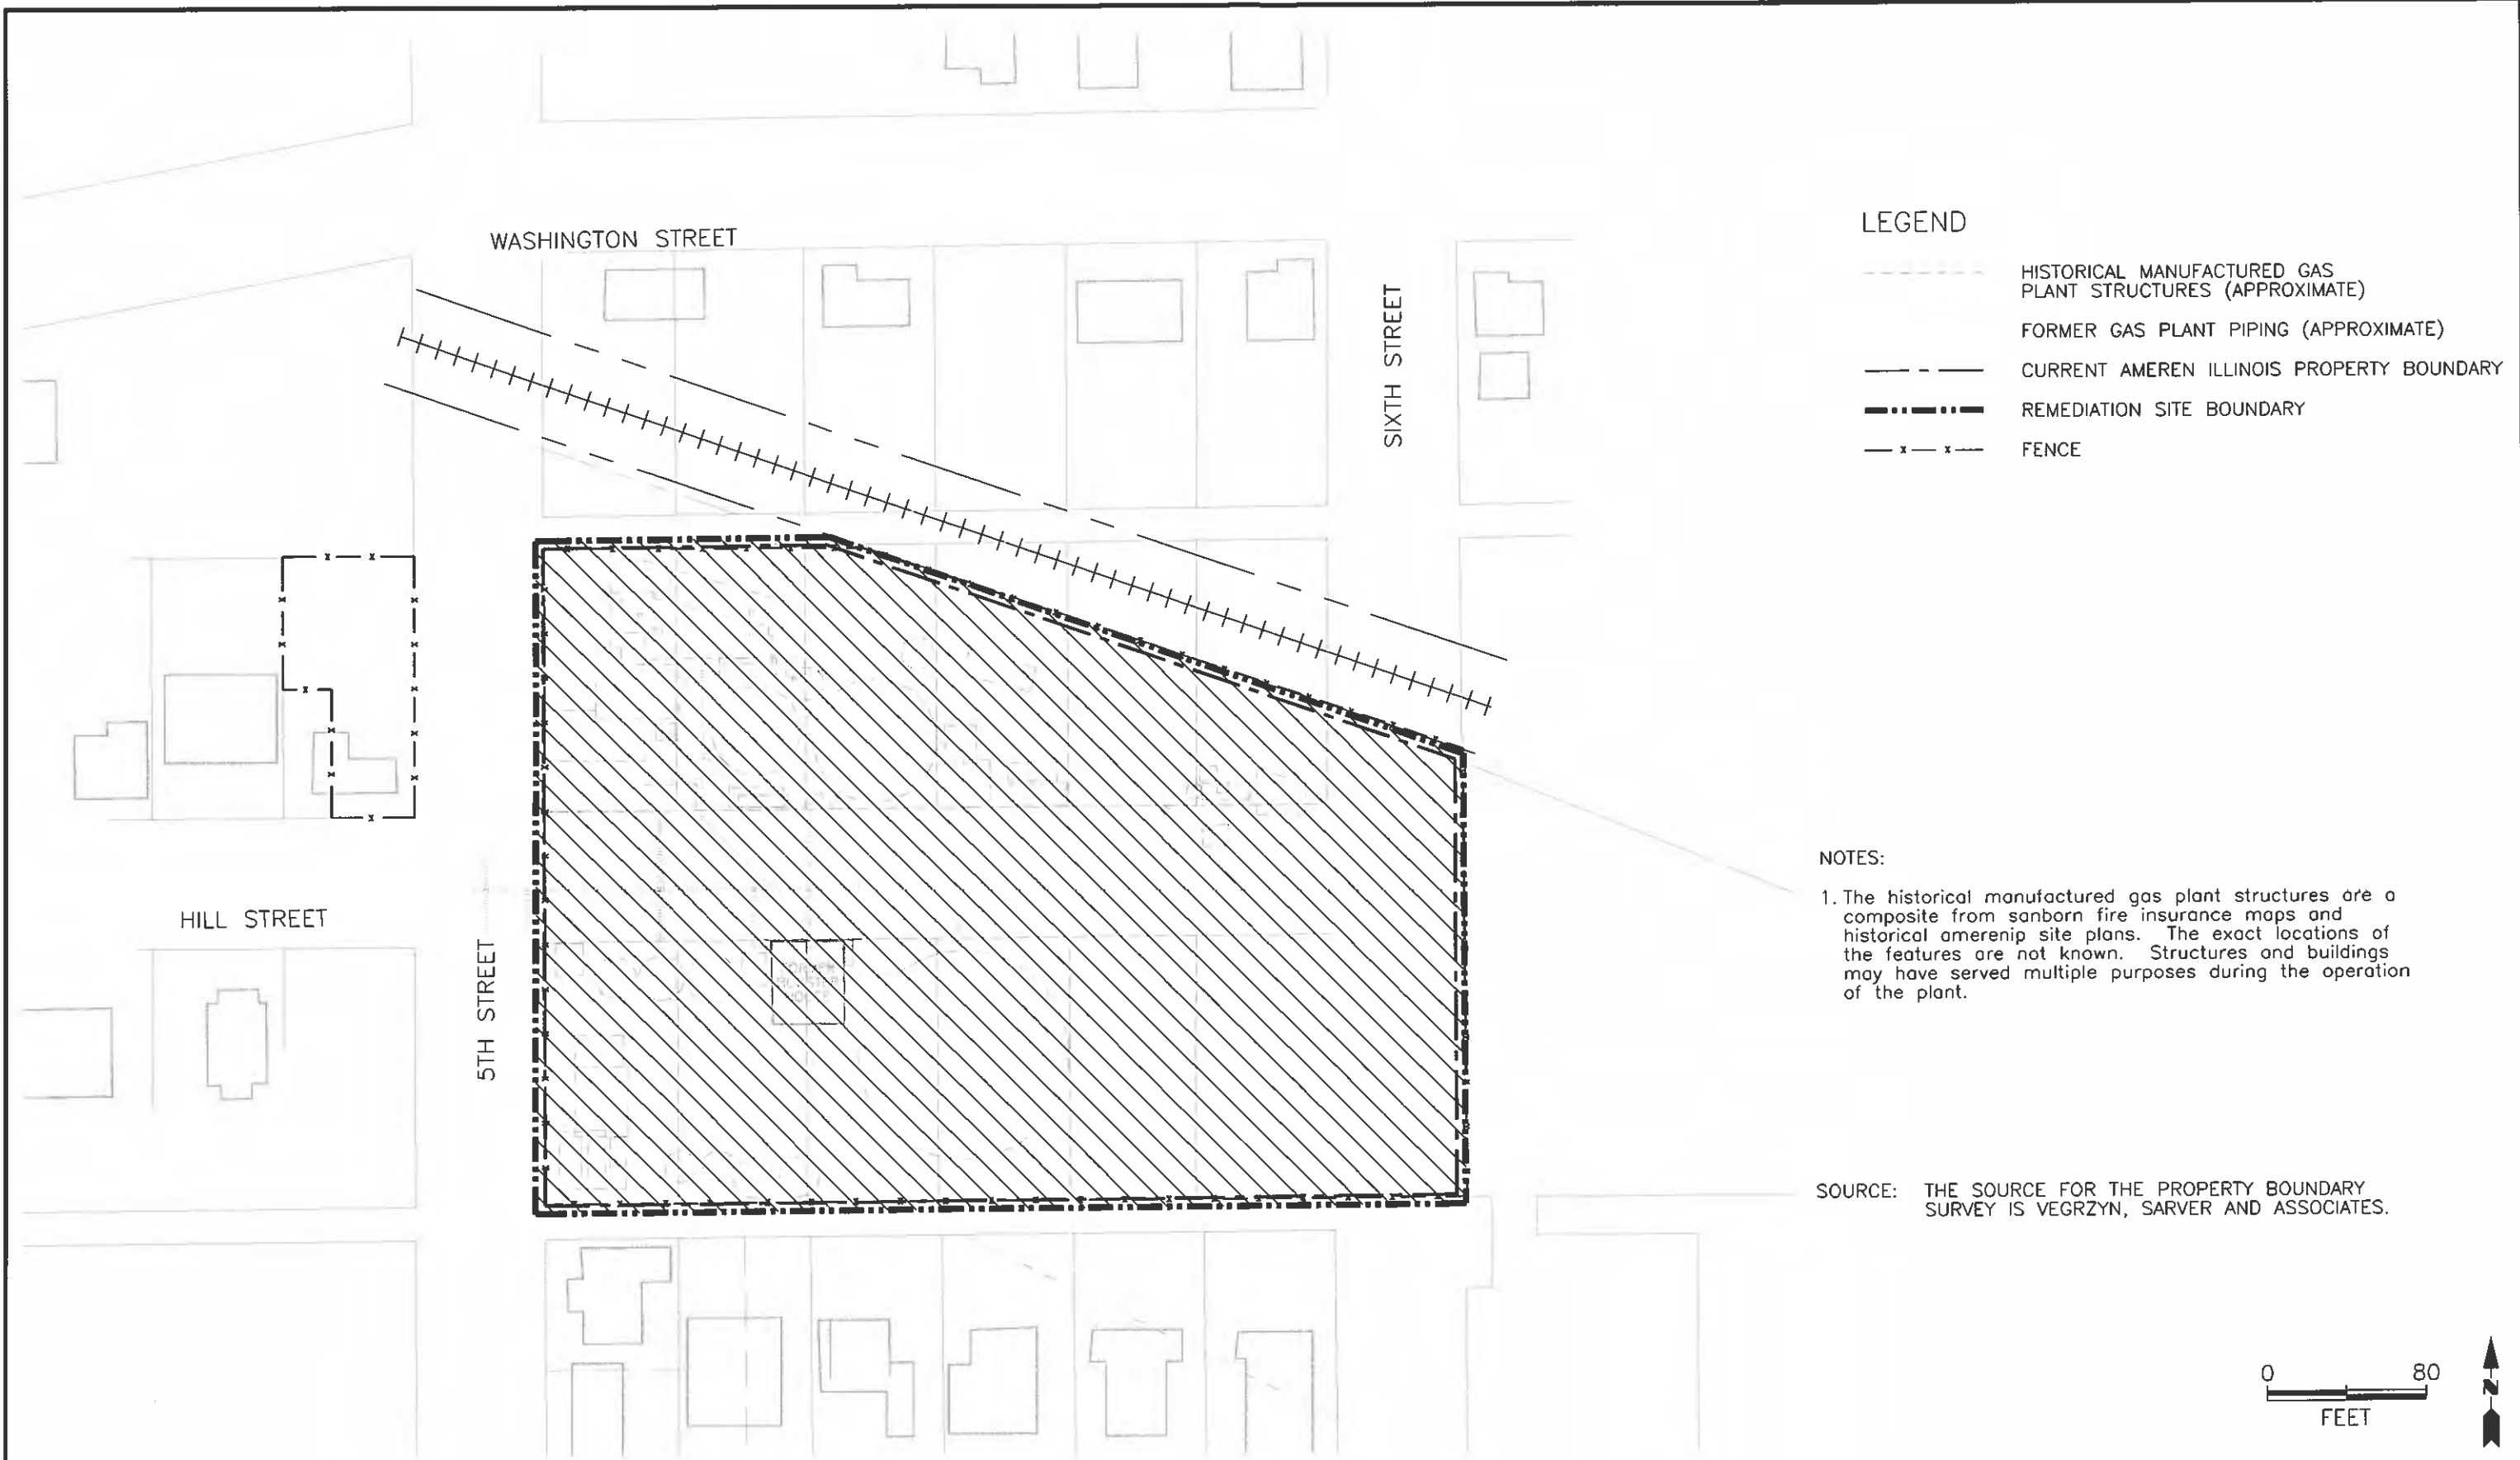 WASHINGTON STREET
SIXTH STREET
HILL STREET
5TH STREET
LEGEND
HISTORICAL MANUFACTURED GAS
PLANT STRUCTURES (APPROXIMATE)
FORMER GAS PLANT PIPING (APPROXIMATE)
CURRENT AMEREN ILLINOIS PROPERTY BOUNDARY
REMEDIATION SITE BOUNDARY
FENCE
NOTES:
1. The historical manufactured gas plant structures are a
composite from sanborn fire insurance maps and
historical amerenip site plans. The exact locations of
the features are not known. Structures and buildings
may have served multiple purposes during the operation
of the plant.
SOURCE: THE SOURCE FOR THE PROPERTY BOUNDARY
SURVEY IS VEGRZYN, SARVER AND ASSOCIATES.
0 80
FEET
N